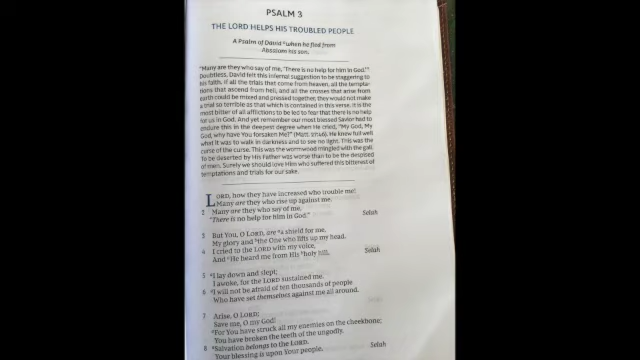 PSALM 3
THE LORD HELPS HIS TROUBLED PEOPLE
A Psalm of David a when he fled from
Absalom his son.
"Many are they who say of me, 'There is no help for him in God.'"
Doubtless, David felt this infernal suggestion to be staggering to
his faith. If all the trials that come from heaven, all the tempta-
tions that ascend from hell, and all the crosses that arise from
earth could be mixed and pressed together, they would not make
a trial so terrible as that which is contained in this verse. It is the
most bitter of all afflictions to be led to fear that there is no help
for us in God. And yet remember our most blessed Savior had to
endure this in the deepest degree when He cried, "My God, My
God, why have You forsaken Me?" (Matt. 27:46). He knew full well
what it was to walk in darkness and to see no light. This was the
curse of the curse. This was the wormwood mingled with the gall.
To be deserted by His Father was worse than to be the despised
of men. Surely we should love Him who suffered this bitterest of
temptations and trials for our sake.
LORD, how they have increased who trouble me!
Many are they who rise up against me.
2 Many are they who say of me,
"There is no help for him in God." Selah
3 But You, O LORD, are a a shield for me,
My glory and b the One who lifts up my head.
4 I cried to the LORD with my voice,
And a He heard me from His b holy hill. Selah
5 a I lay down and slept;
I awoke, for the LORD sustained me.
6 a I will not be afraid of ten thousands of people
Who have set themselves against me all around.
7 Arise, O LORD;
Save me, O my God!
a For You have struck all my enemies on the cheekbone;
You have broken the teeth of the ungodly.
8 a Salvation belongs to the LORD.
Your blessing is upon Your people. Selah